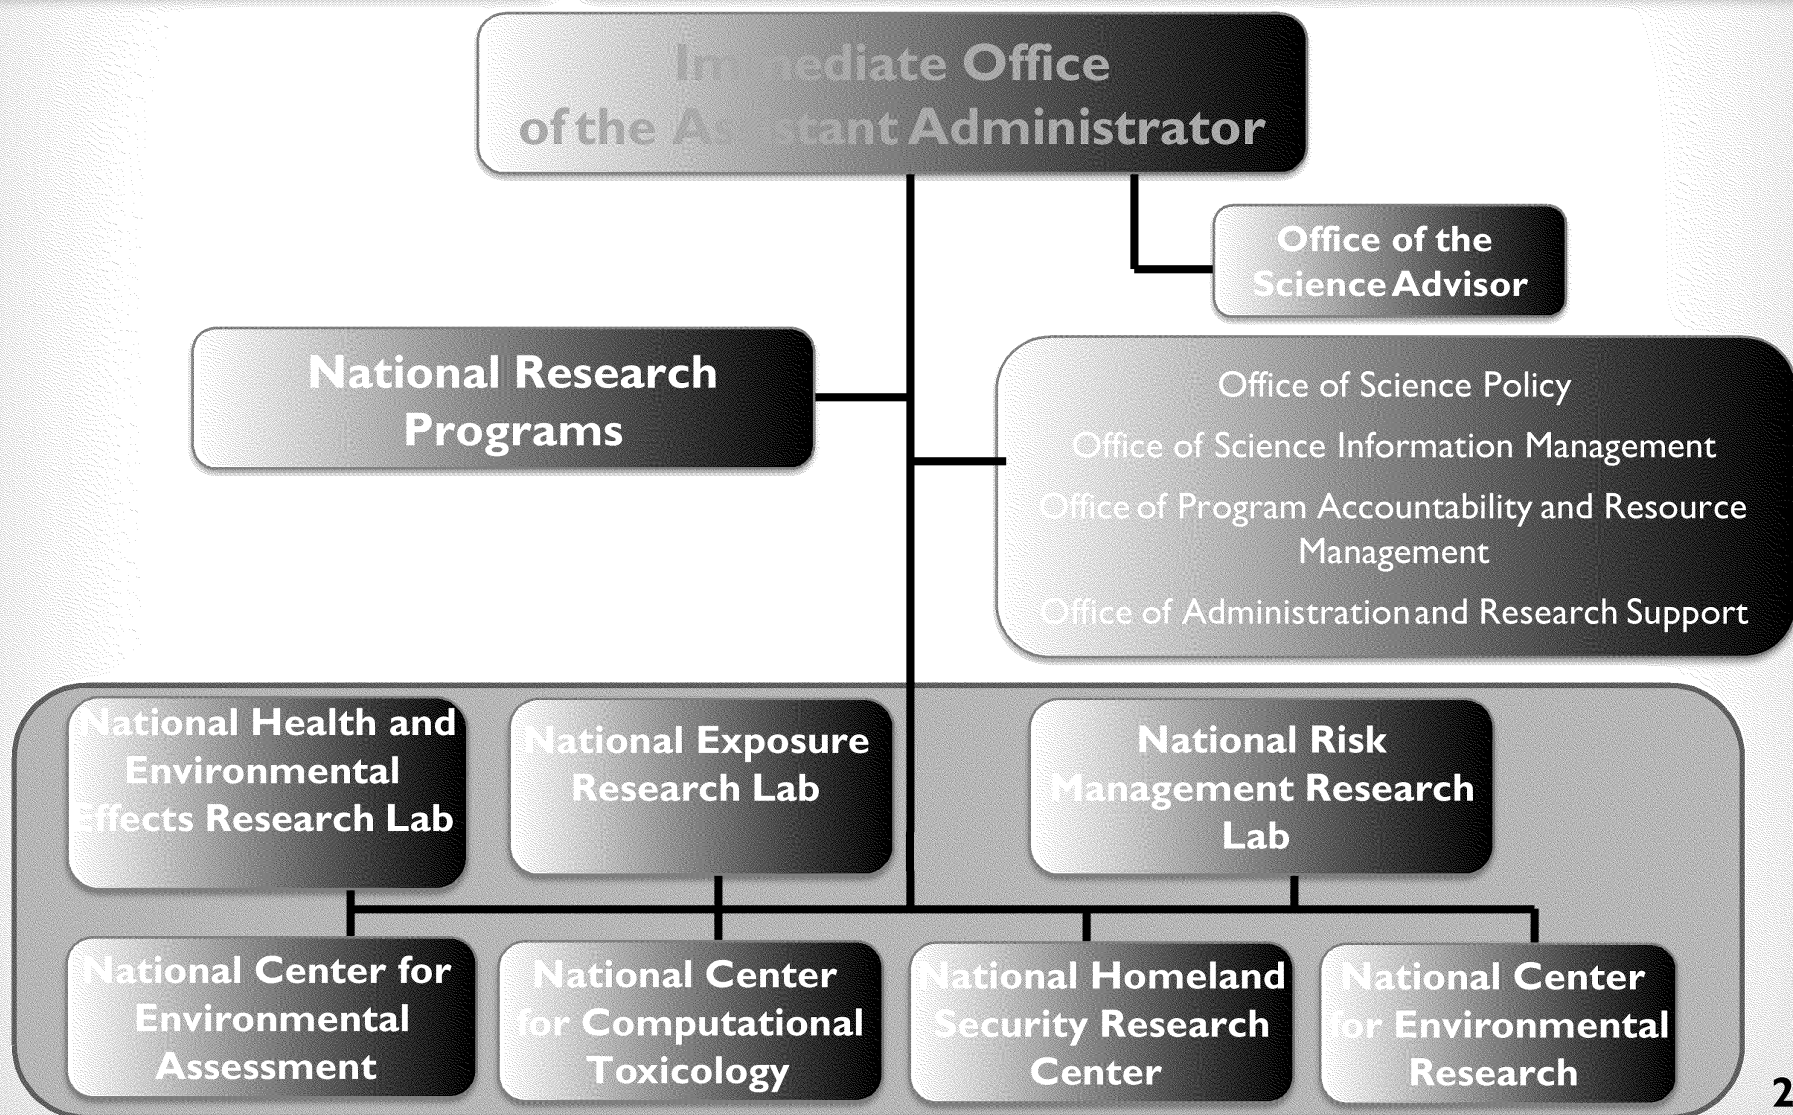 Immediate Office
of the Assistant Administrator
Office of the
Science Advisor
National Research
Programs
Office of Science Policy
Office of Science Information Management
Office of Program Accountability and Resource
Management
Office of Administration and Research Support
National Health and
Environmental
Effects Research Lab
National Exposure
Research Lab
National Risk
Management Research
Lab
National Center for
Environmental
Assessment
National Center
for Computational
Toxicology
National Homeland
Security Research
Center
National Center
for Environmental
Research
2